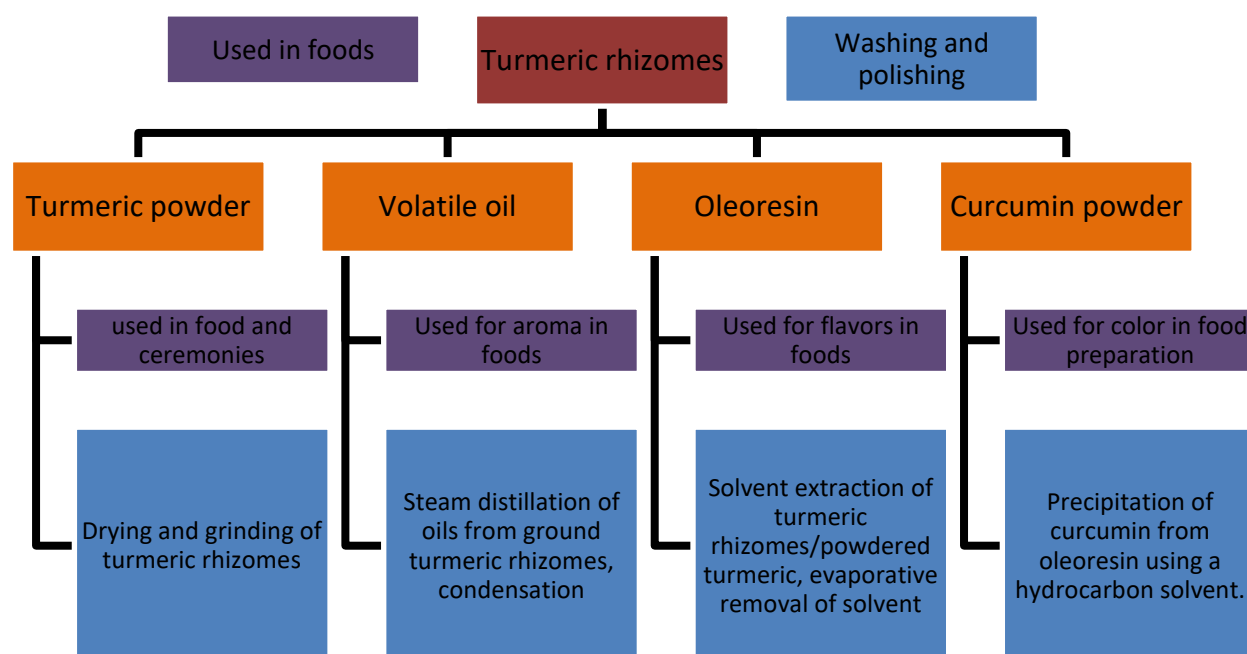 Used in foods
Turmeric rhizomes
Washing and
polishing
Turmeric powder
Volatile oil
Oleoresin
Curcumin powder
used in food and
ceremonies
Used for aroma in
foods
Used for flavors in
foods
Used for color in food
preparation
Drying and grinding of
turmeric rhizomes
Steam distillation of
oils from ground
turmeric rhizomes,
condensation
Solvent extraction of
turmeric
rhizomes/powdered
turmeric, evaporative
removal of solvent
Precipitation of
curcumin from
oleoresin using a
hydrocarbon solvent.